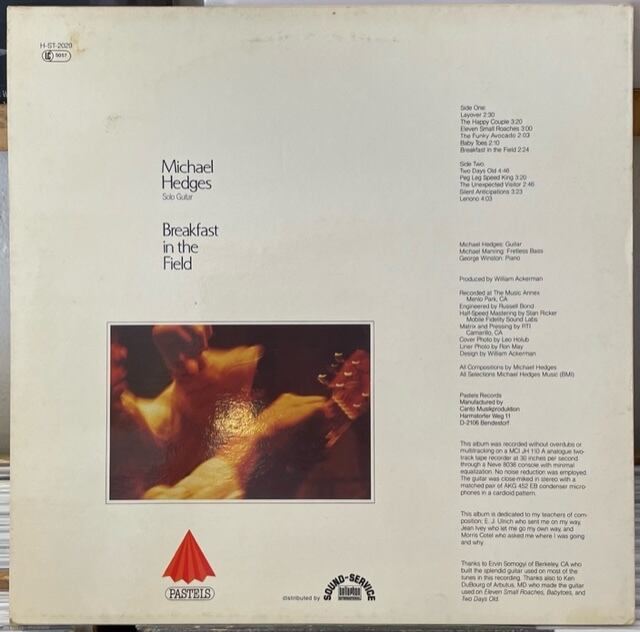 H-ST-2029
LC 5017
Michael
Hedges
Solo Guitar
Breakfast
in the
Field
Side One:
Layover 2:30
The Happy Couple 3:20
Eleven Small Roaches 3:00
The Funky Avocado 2:03
Baby Toes 2:10
Breakfast in the Field 2:24
Side Two:
Two Days Old 4:46
Peg Leg Speed King 3:20
The Unexpected Visitor 2:46
Silent Anticipations 3:23
Lenono 4:03
Michael Hedges: Guitar
Michael Manring: Fretless Bass
George Winston: Piano
Produced by William Ackerman
Recorded at The Music Annex
Menlo Park, CA
Engineered by Russell Bond
Half-Speed Mastering by Stan Ricker
Mobile Fidelity Sound Labs
Matrix and Pressing by RTI
Camarillo, CA
Cover Photo by Leo Holub
Liner Photo by Ron May
Design by William Ackerman
All Compositions by Michael Hedges
All Selections Michael Hedges Music (BMI)
Pastels Records
Manufactured by
Canto Musikproduktion
Harmstorfer Weg 11
D-2106 Bendestorf
This album was recorded without overdubs or
multitracking on a MCI JH 110 A analogue two-
track tape recorder at 30 inches per second
through a Neve 8036 console with minimal
equalization. No noise reduction was employed.
The guitar was close-miked in stereo with a
matched pair of AKG 452 EB condenser micro
phones in a cardioid pattern.
This album is dedicated to my teachers of com-
position; E. J. Ulrich who sent me on my way,
Jean Ivey who let me go my own way, and
Morris Cotel who asked me where I was going
and why.
Thanks to Ervin Somogyi of Berkeley, CA who
built the splendid guitar used on most of the
tunes in this recording. Thanks also to Ken
DuBourg of Arbutus, MD who made the guitar
used on Eleven Small Roaches, Babytoes, and
Two Days Old.
PASTELS
distributed by SOUND-SERVICE
bellaphon
INTERNATIONAL